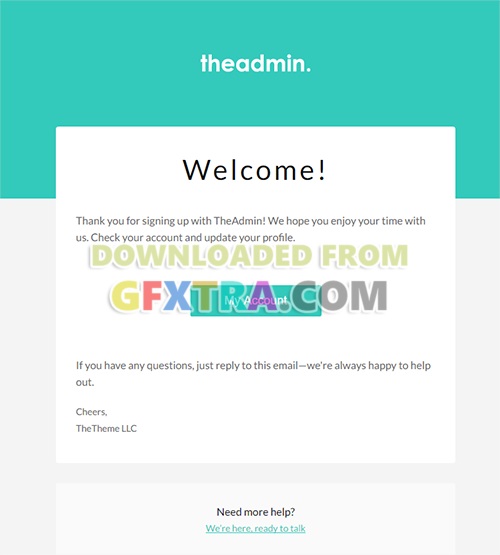 theadmin.
Welcome!
Thank you for signing up with TheAdmin! We hope you enjoy your time with
us. Check your account and update your profile.
DOWNLOADED FROM
My Account
GFXTRA.COM
If you have any questions, just reply to this email—we're always happy to help
out.
Cheers,
TheTheme LLC
Need more help?
We're here, ready to talk